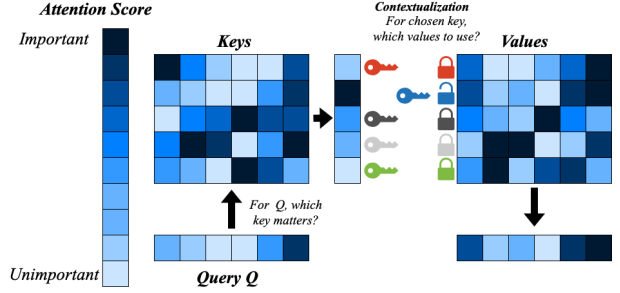 Attention Score
Important
Unimportant
Keys
For Q, which
key matters?
Query Q
Contextualization
For chosen key,
which values to use?
Values